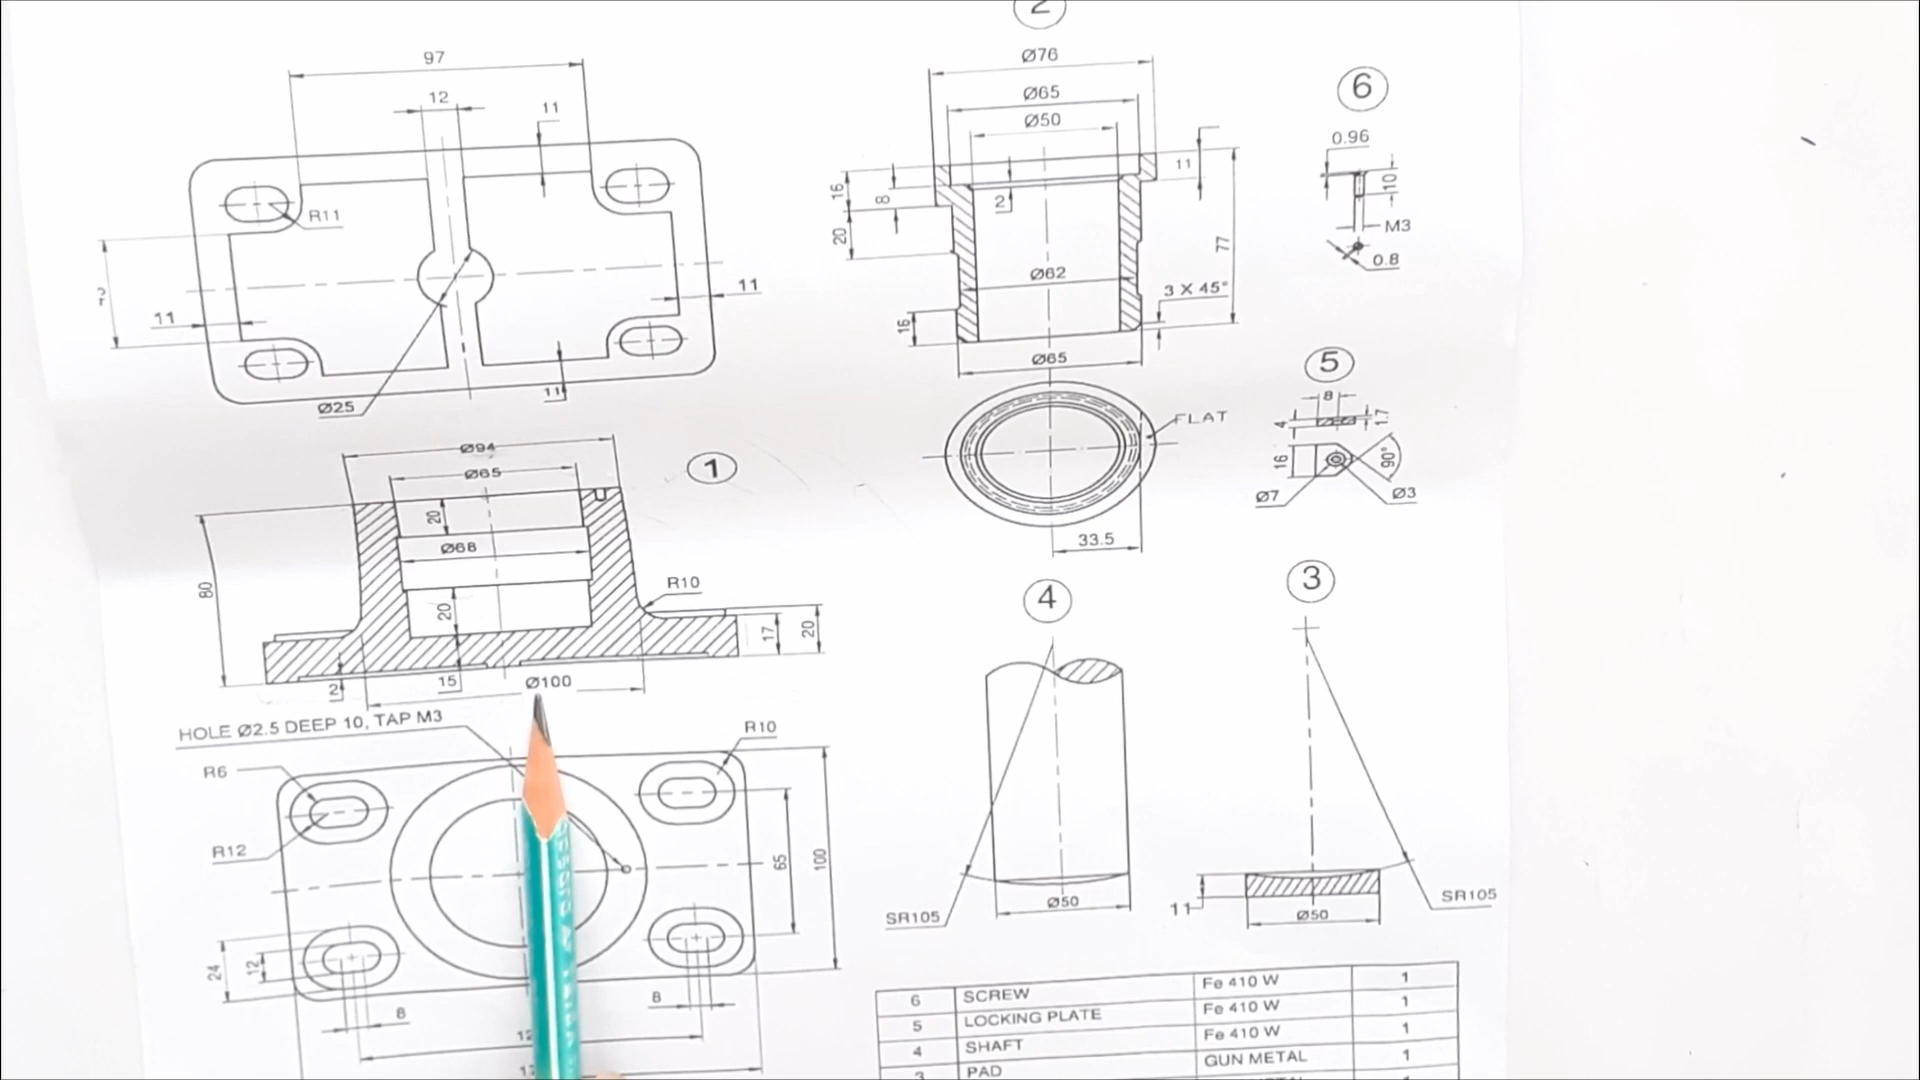 2
97
Ø76
12
11
Ø65
Ø50
6
0.96
11
10
16
8
2
M3
R11
20
77
0.8
Ø62
11
3 X 45°
11
16
Ø65
11
Ø25
5
8
4
1.7
FLAT
Ø94
1
Ø65
16
90°
20
Ø7
Ø3
33.5
Ø68
80
R10
20
4
3
17
20
2
15
Ø100
HOLE Ø2.5 DEEP 10, TAP M3
R10
R6
R12
65
100
24
12
8
8
Ø50
SR105
11
Ø50
SR105
6 SCREW Fe 410 W 1
5 LOCKING PLATE Fe 410 W 1
4 SHAFT Fe 410 W 1
3 PAD GUN METAL 1